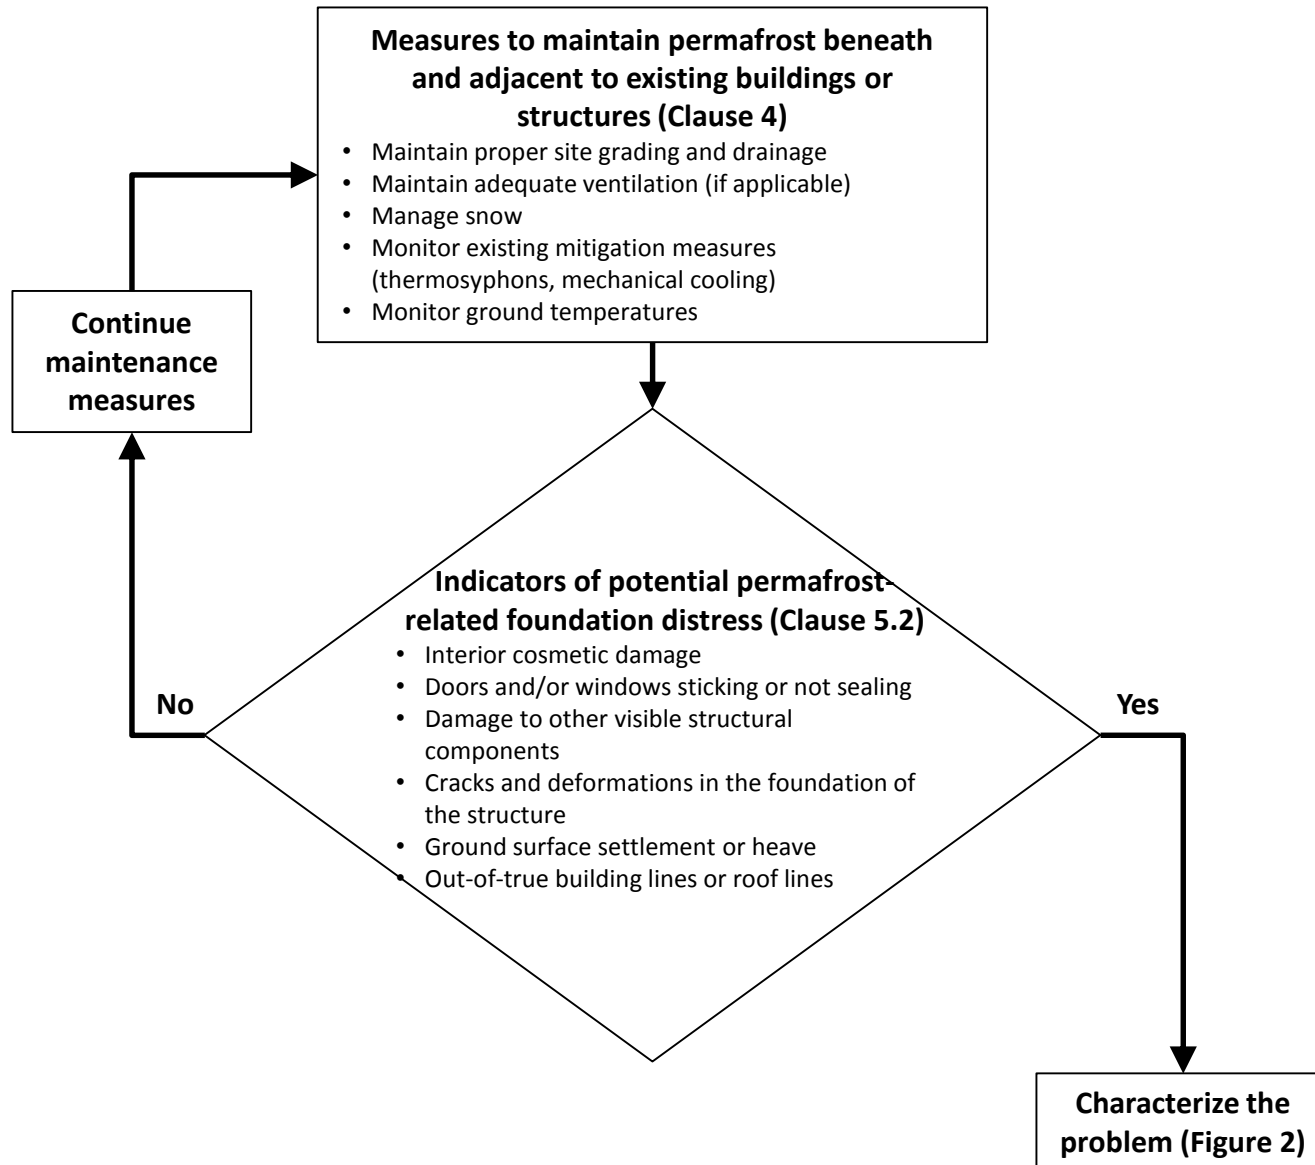 Measures to maintain permafrost beneath
and adjacent to existing buildings or
structures (Clause 4)
• Maintain proper site grading and drainage
• Maintain adequate ventilation (if applicable)
• Manage snow
• Monitor existing mitigation measures
(thermosyphons, mechanical cooling)
• Monitor ground temperatures
Continue
maintenance
measures
Indicators of potential permafrost-
related foundation distress (Clause 5.2)
• Interior cosmetic damage
• Doors and/or windows sticking or not sealing
• Damage to other visible structural
components
• Cracks and deformations in the foundation of
the structure
• Ground surface settlement or heave
• Out-of-true building lines or roof lines
No
Yes
Characterize the
problem (Figure 2)